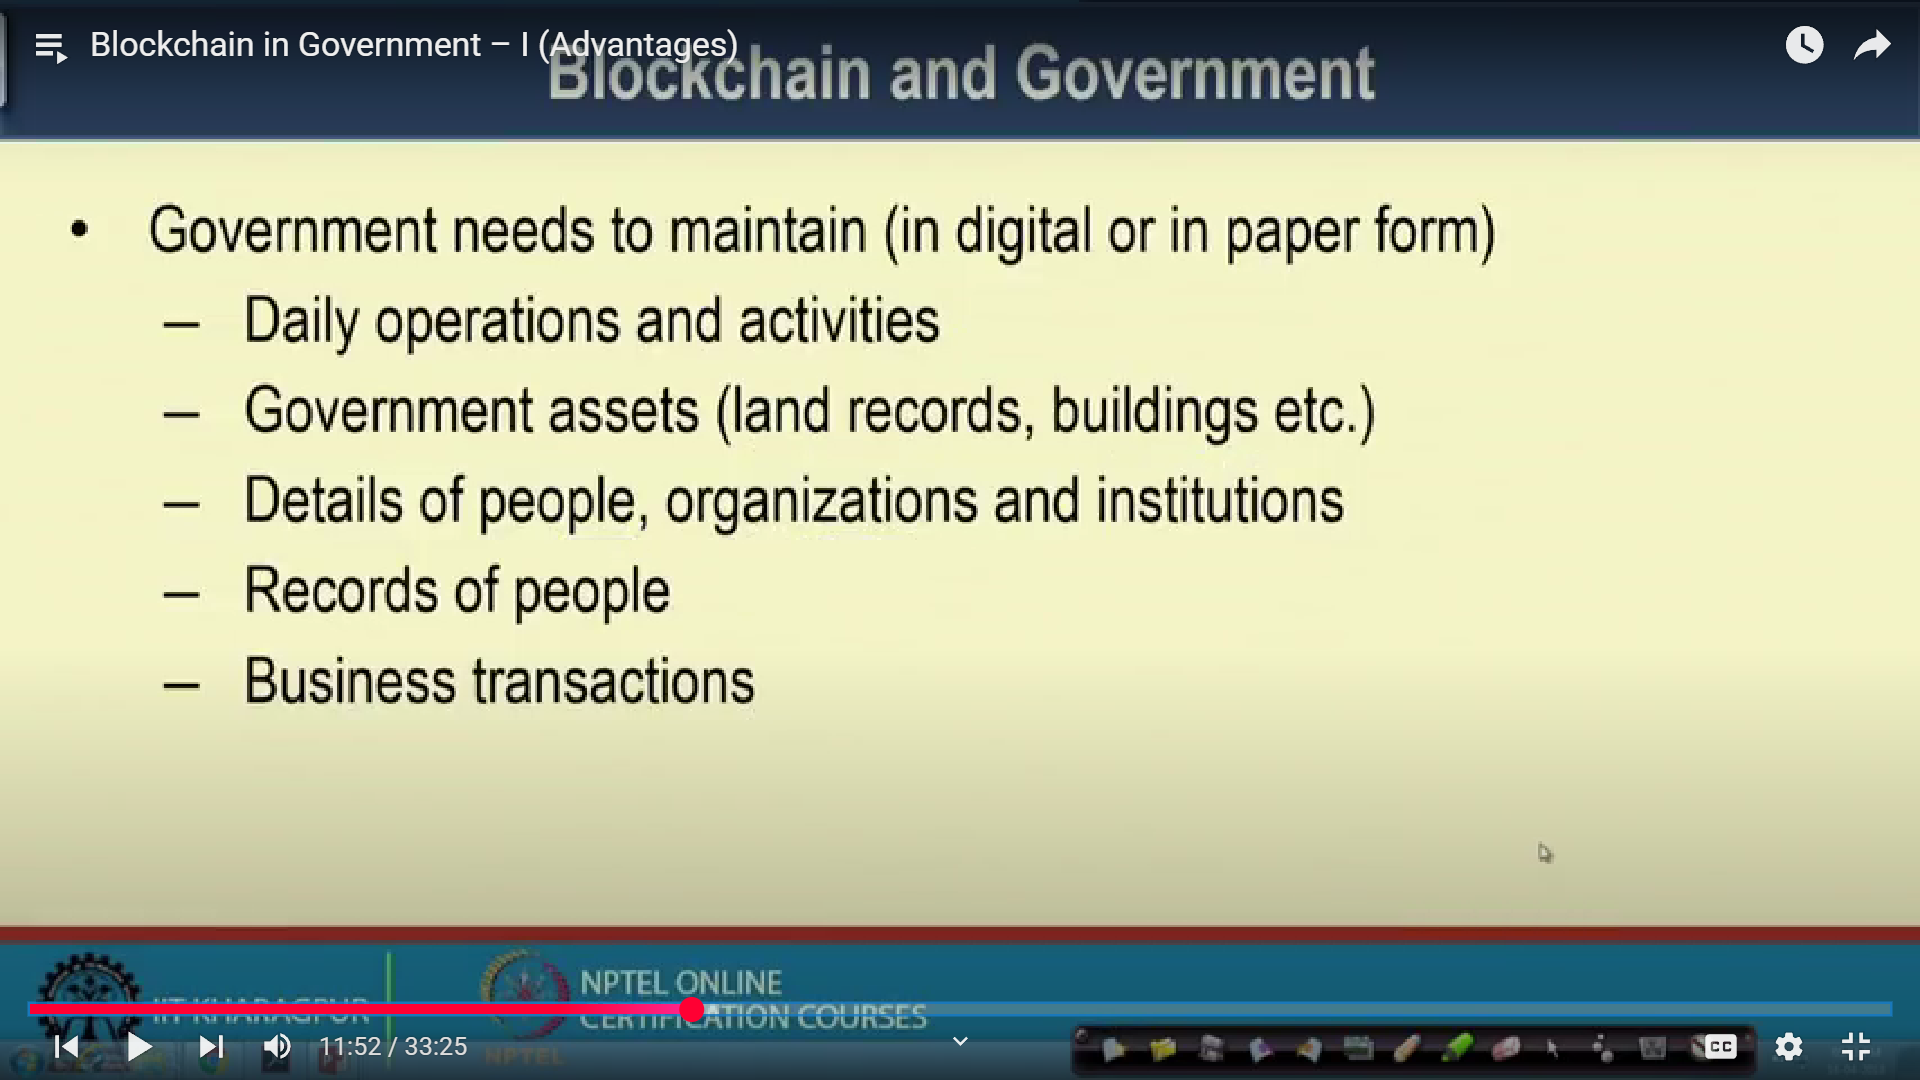 Blockchain in Government – I (Advantages)
Blockchain and Government
• Government needs to maintain (in digital or in paper form)
– Daily operations and activities
– Government assets (land records, buildings etc.)
– Details of people, organizations and institutions
– Records of people
– Business transactions
IIT KHARAGPUR
NPTEL ONLINE
CERTIFICATION COURSES
NPTEL
11:52 / 33:25
CC